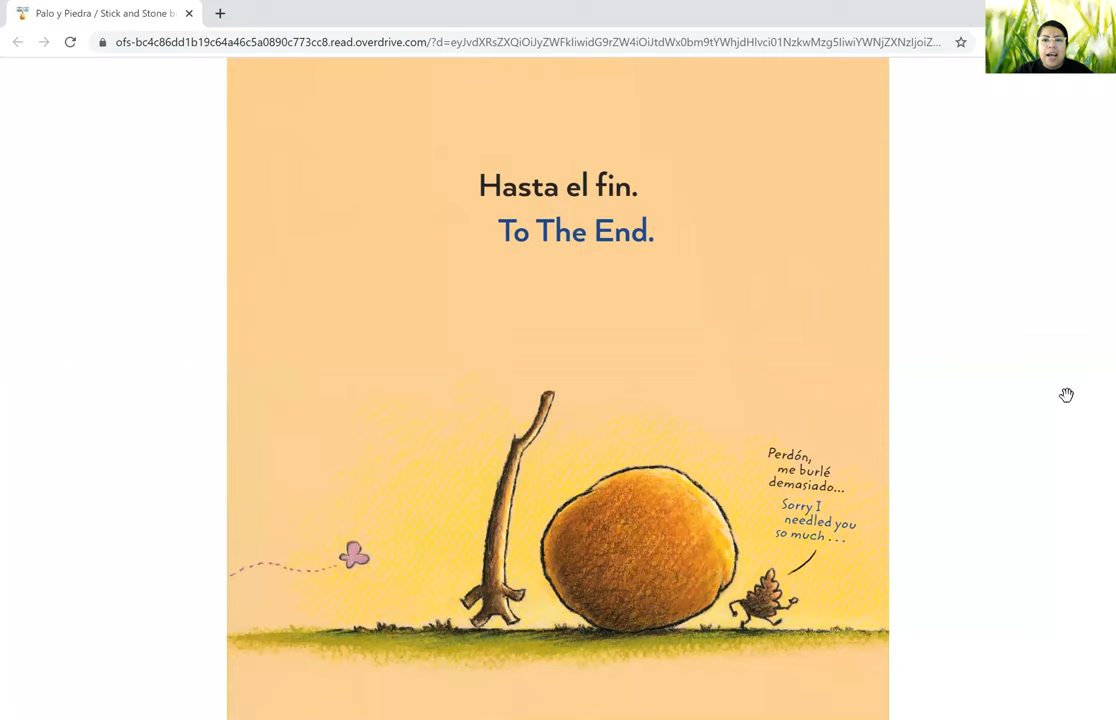 Palo y Piedra / Stick and Stone b
ofs-bc4c86dd1b19c64a46c5a0890c773cc8.read.overdrive.com/?d=eyJvdXRsZXQiOiJyZWFkIiwidG9rZW4iOiJtdWx0bm9tYWhjdHlvci01NzkwMzg5IiwiYWNjZXNzIjoiZ...
Hasta el fin.
To The End.
Perdón,
me burlé
demasiado...
Sorry I
needled you
so much...